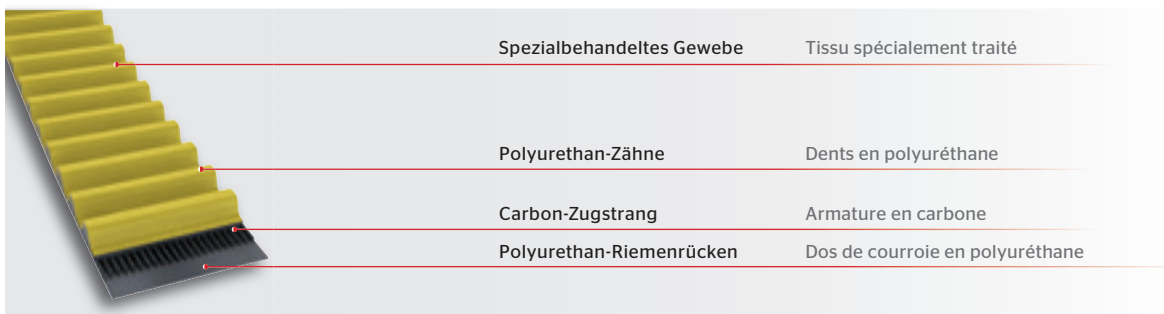 Spezialbehandeltes Gewebe Tissu spécialement traité
Polyurethan-Zähne Dents en polyuréthane
Carbon-Zugstrang Armature en carbone
Polyurethan-Riemenrücken Dos de courroie en polyuréthane